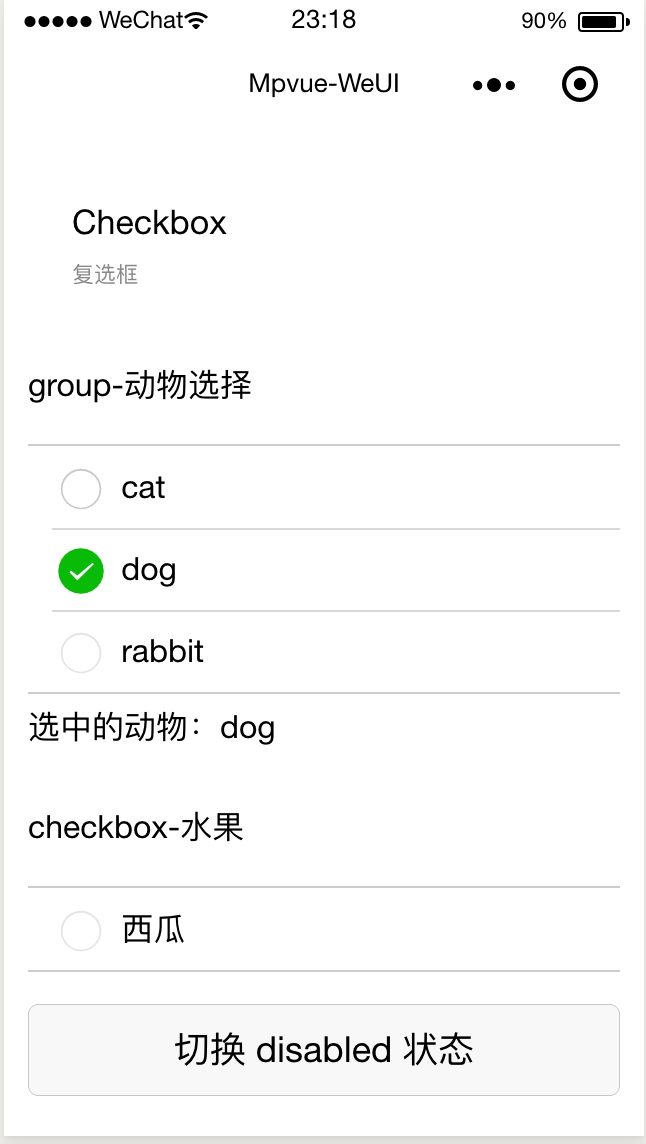 WeChat 23:18 90%
Mpvue-WeUI
Checkbox
复选框
group-动物选择
cat
dog
rabbit
选中的动物：dog
checkbox-水果
西瓜
切换 disabled 状态